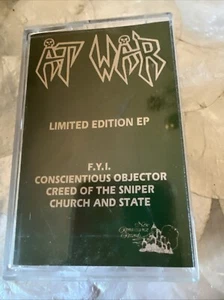 AT WAR
LIMITED EDITION EP
F.Y.I.
CONSCIENTIOUS OBJECTOR
CREED OF THE SNIPER
CHURCH AND STATE